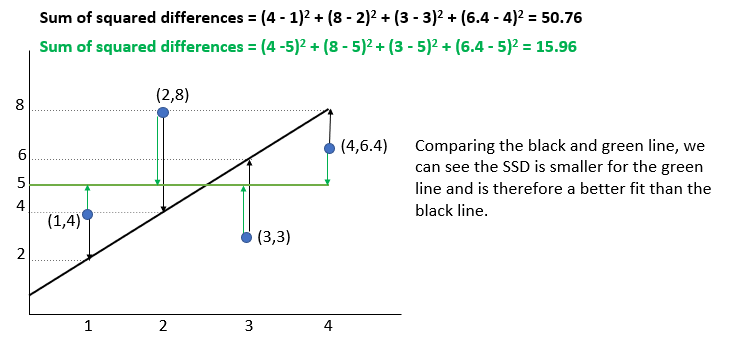 Sum of squared differences = (4 - 1)² + (8 - 2)² + (3 - 3)² + (6.4 - 4)² = 50.76
Sum of squared differences = (4 -5)² + (8 - 5)² + (3 - 5)² + (6.4 - 5)² = 15.96
(2,8)
8
(4,6.4)
Comparing the black and green line, we
can see the SSD is smaller for the green
line and is therefore a better fit than the
black line.
6
5
4
(1,4)
(3,3)
2
1 2 3 4